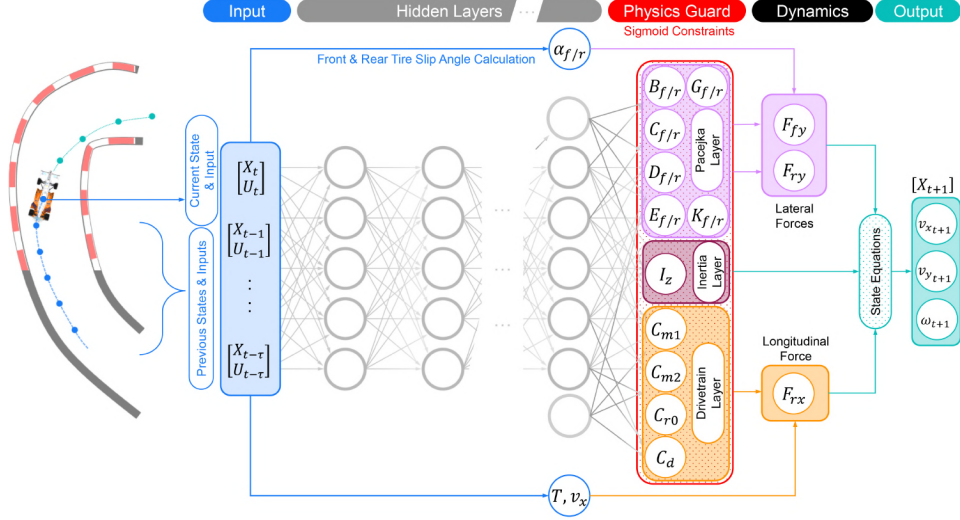 Input
Hidden Layers
...
Physics Guard
Dynamics
Output
Sigmoid Constraints
Front & Rear Tire Slip Angle Calculation
α_{f/r}
Current State
& Input
Previous States & Inputs
[X_t
U_t]
[X_{t-1}
U_{t-1}]
[X_{t-τ}
U_{t-τ}]
...
...
...
B_{f/r} G_{f/r}
C_{f/r}
D_{f/r}
E_{f/r} K_{f/r}
Pacejka
Layer
I_z
Inertia
Layer
C_{m1}
C_{m2}
C_{r0}
C_d
Drivetrain
Layer
F_{fy}
F_{ry}
Lateral
Forces
Longitudinal
Force
F_{rx}
State Equations
[X_{t+1}]
v_{x_{t+1}}
v_{y_{t+1}}
ω_{t+1}
T, v_x